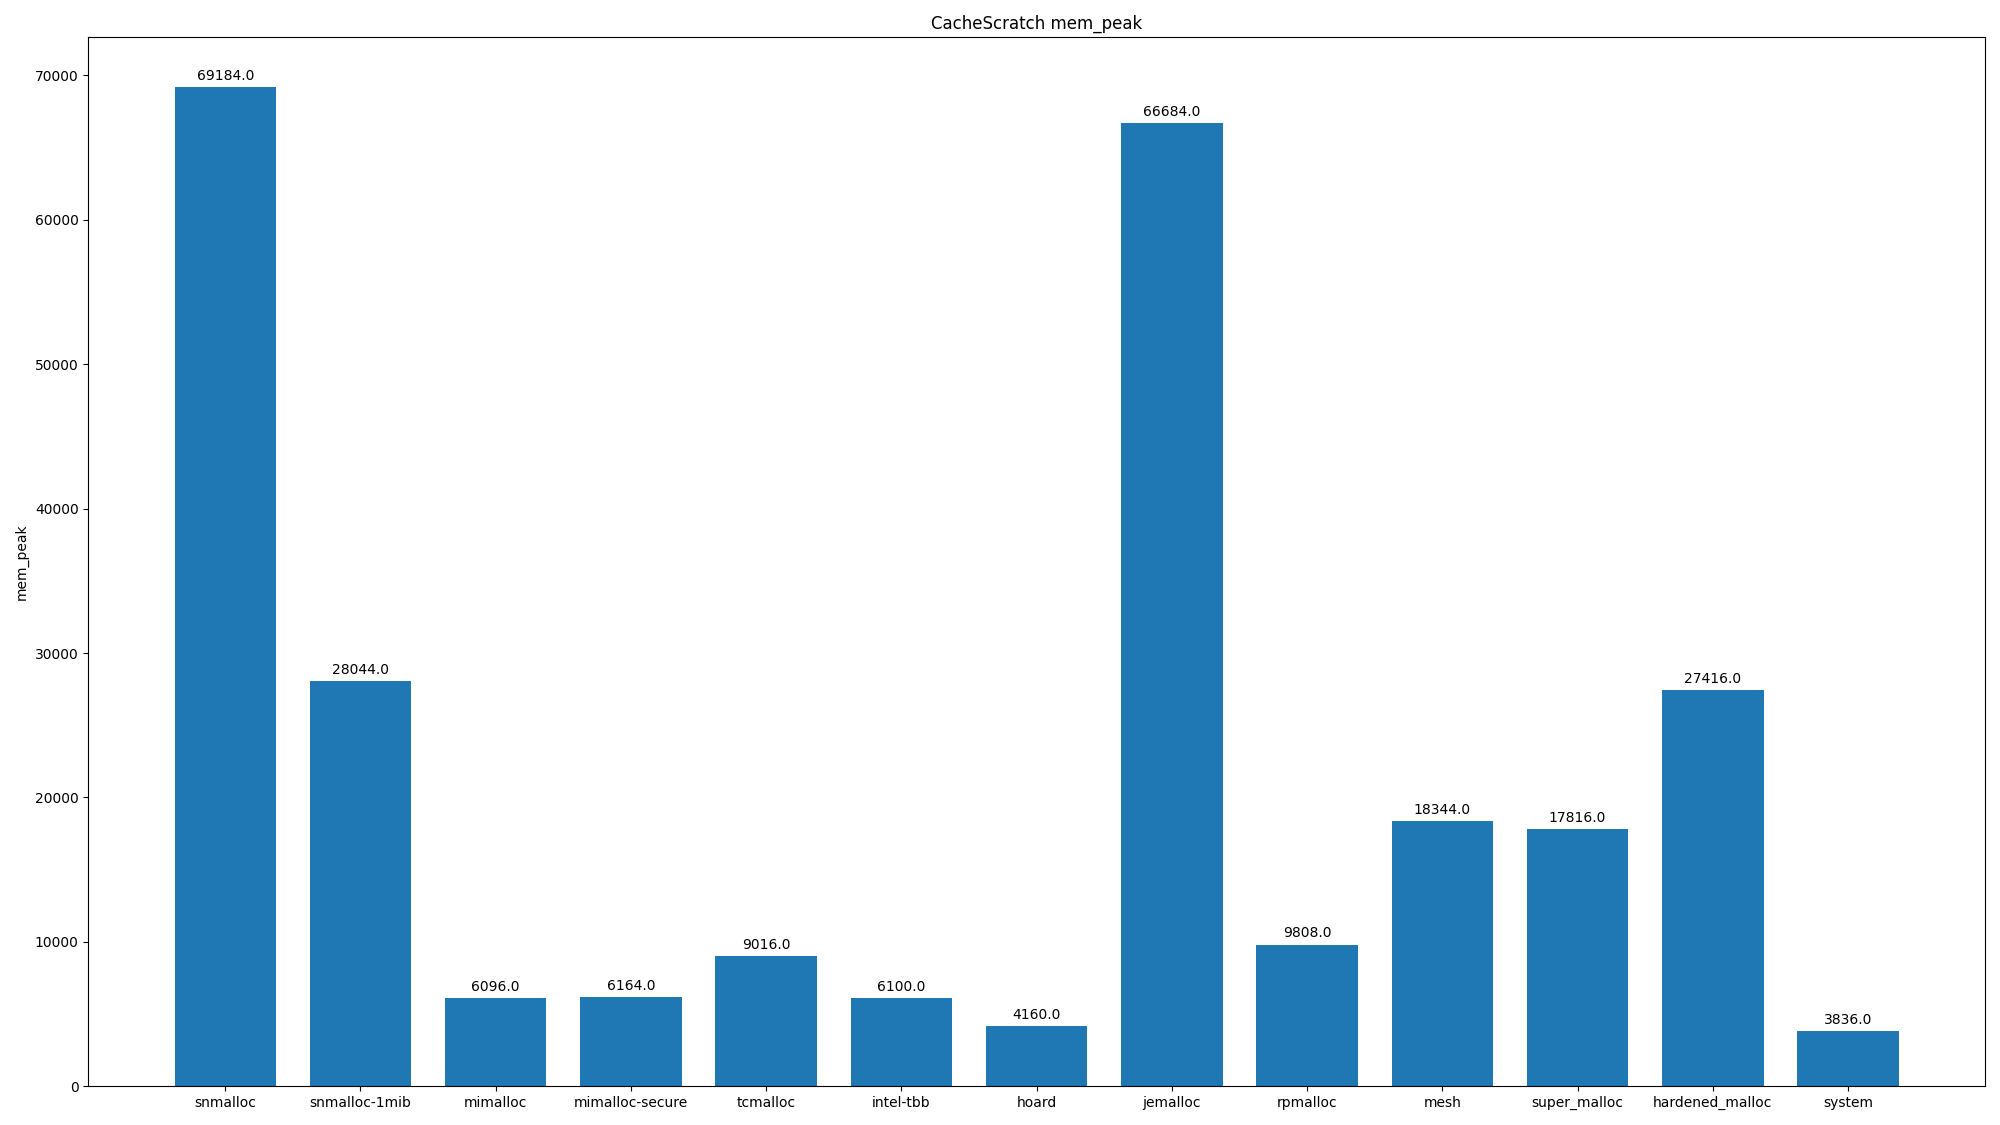 CacheScratch mem_peak
mem_peak
70000
60000
50000
40000
30000
20000
10000
0
69184.0
28044.0
6096.0
6164.0
9016.0
6100.0
4160.0
66684.0
9808.0
18344.0
17816.0
27416.0
3836.0
snmalloc
snmalloc-1mib
mimalloc
mimalloc-secure
tcmalloc
intel-tbb
hoard
jemalloc
rpmalloc
mesh
super_malloc
hardened_malloc
system